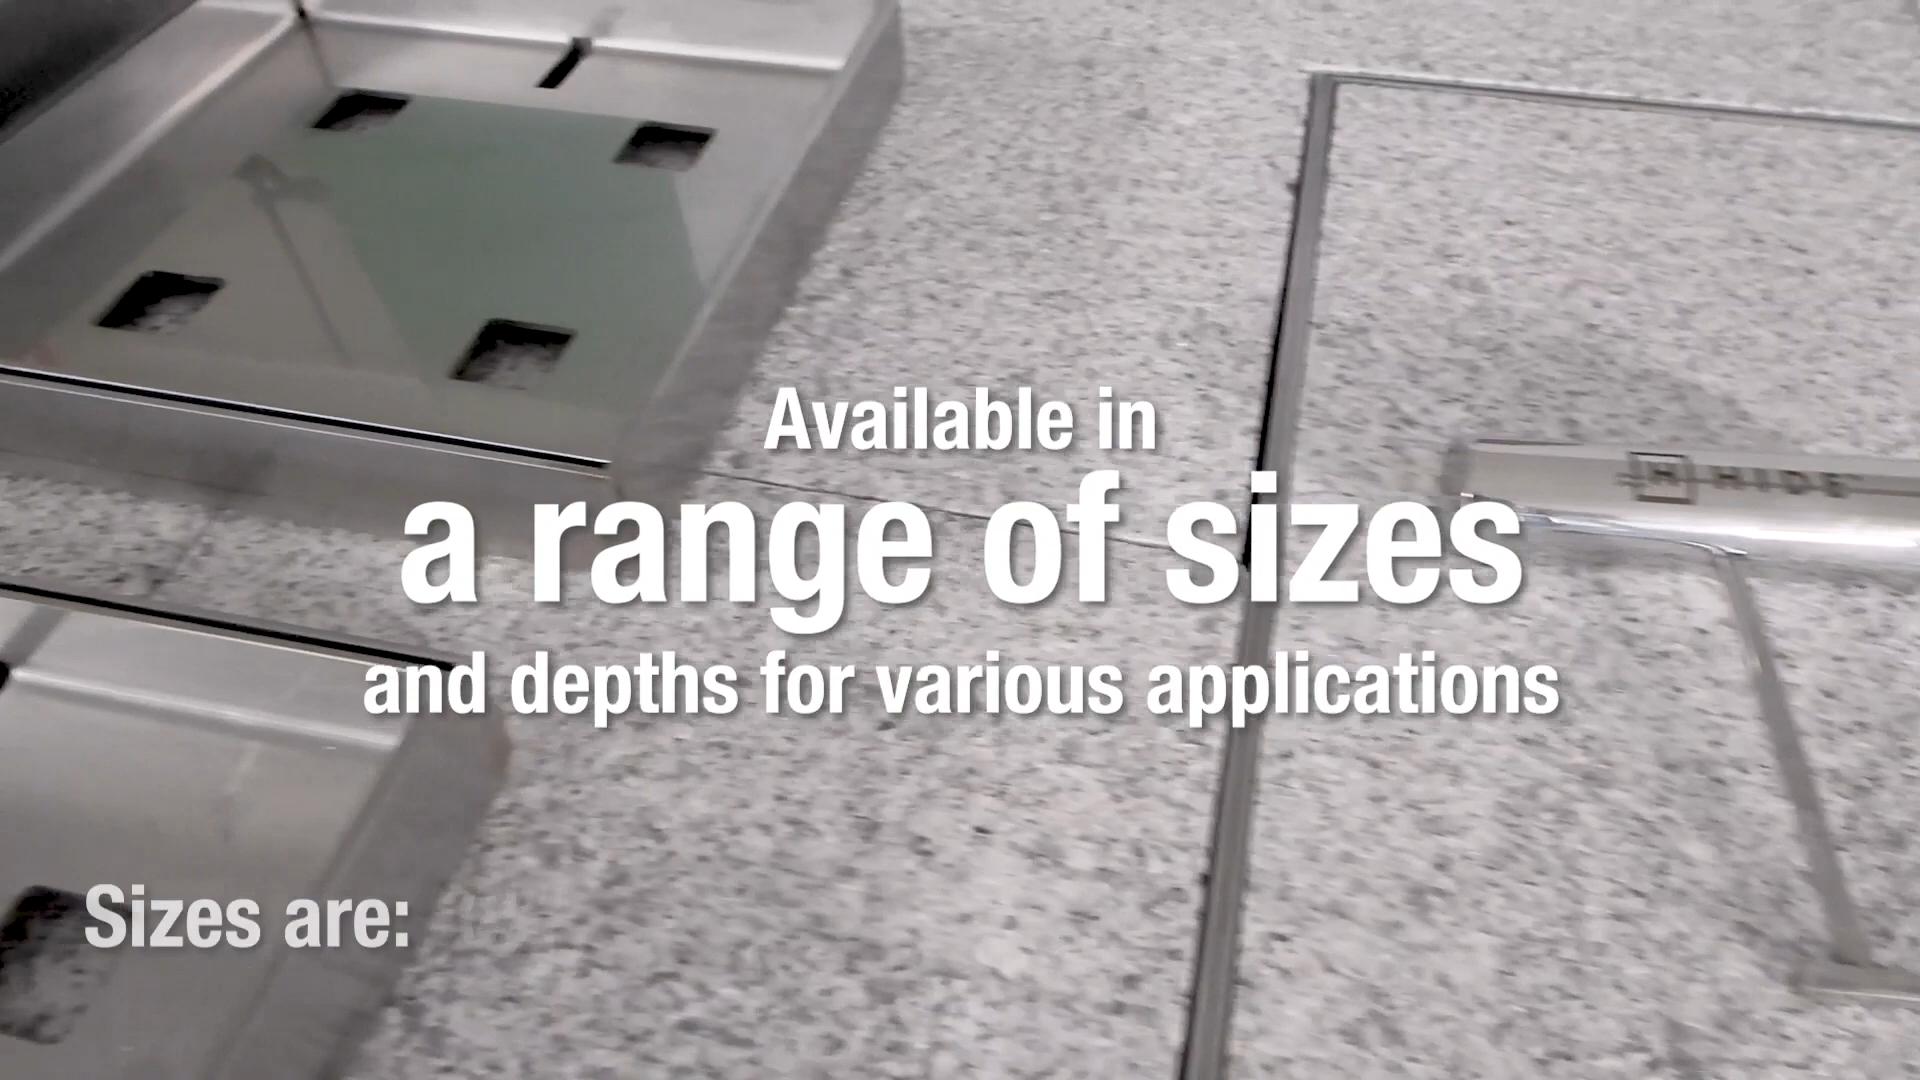 Available in
a range of sizes
and depths for various applications
H HIDE
Sizes are: